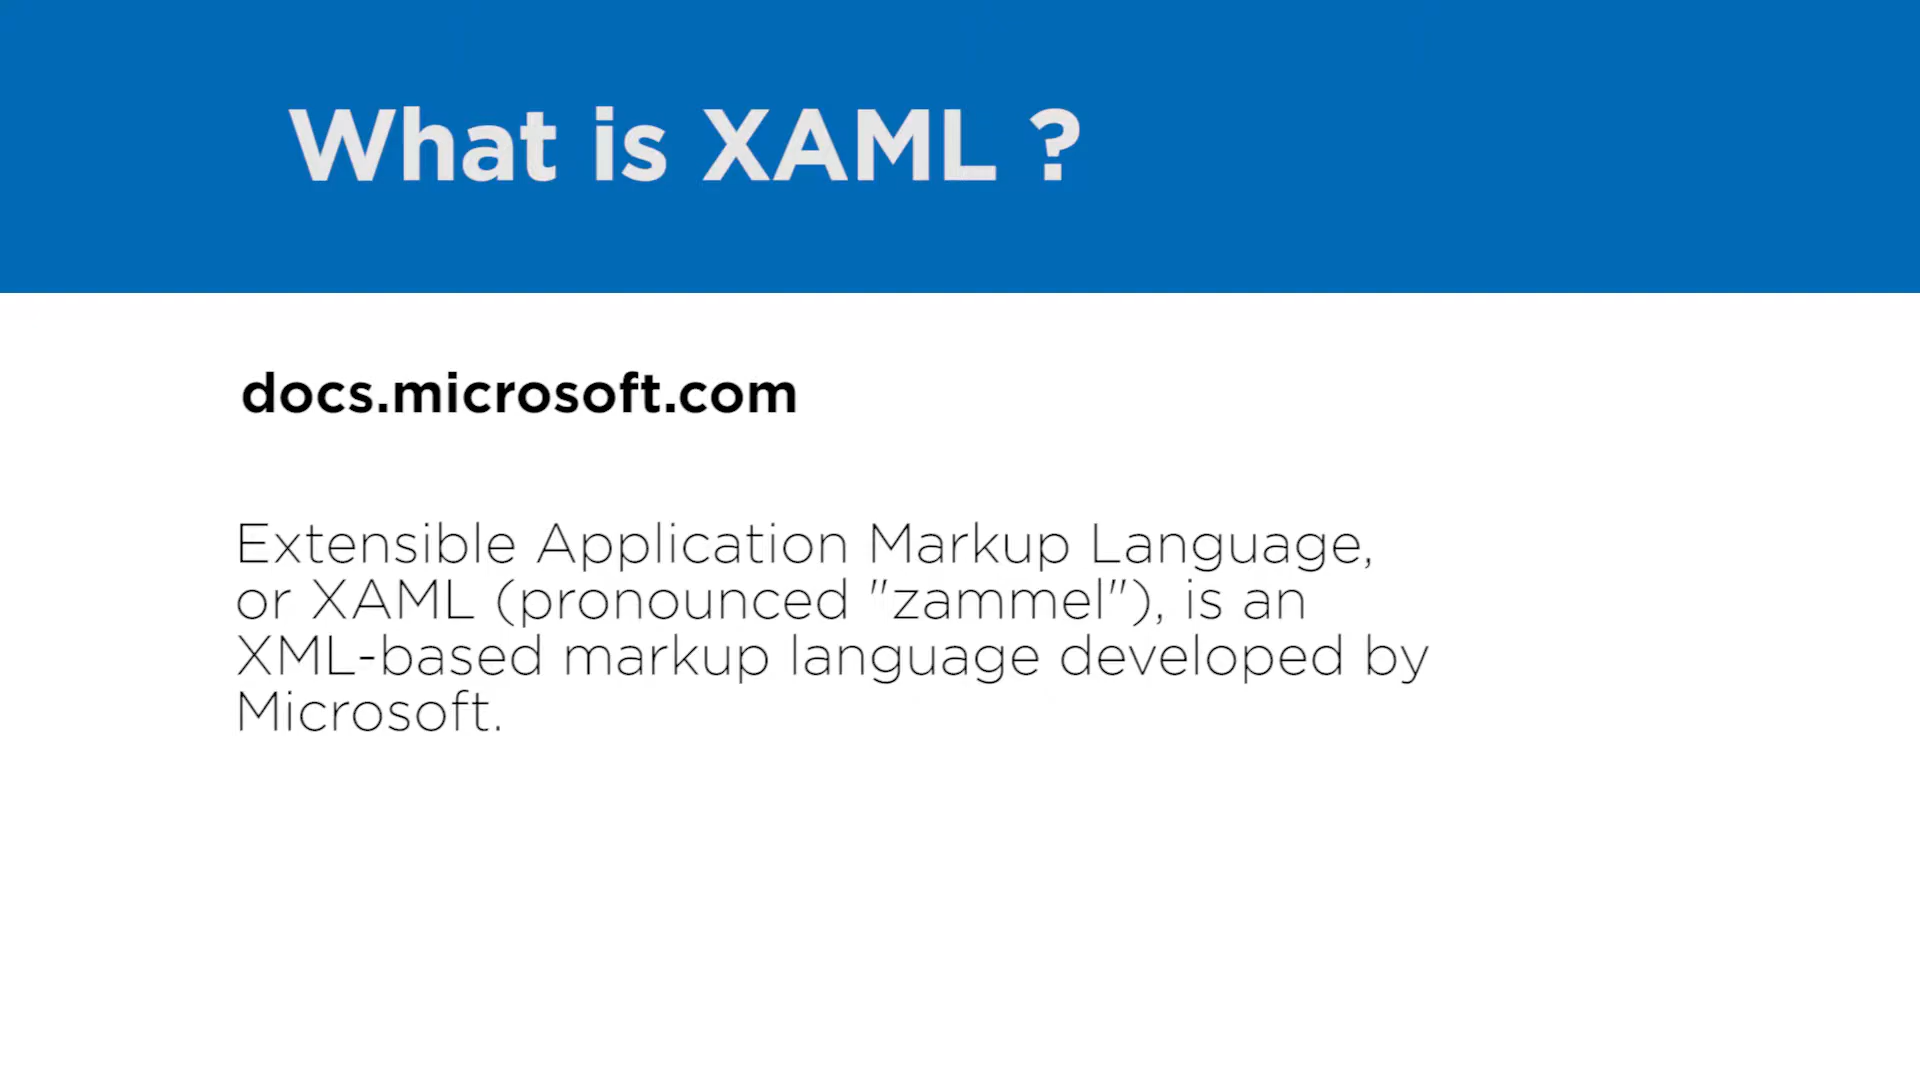 What is XAML ?
docs.microsoft.com
Extensible Application Markup Language,
or XAML (pronounced "zammel"), is an
XML-based markup language developed by
Microsoft.